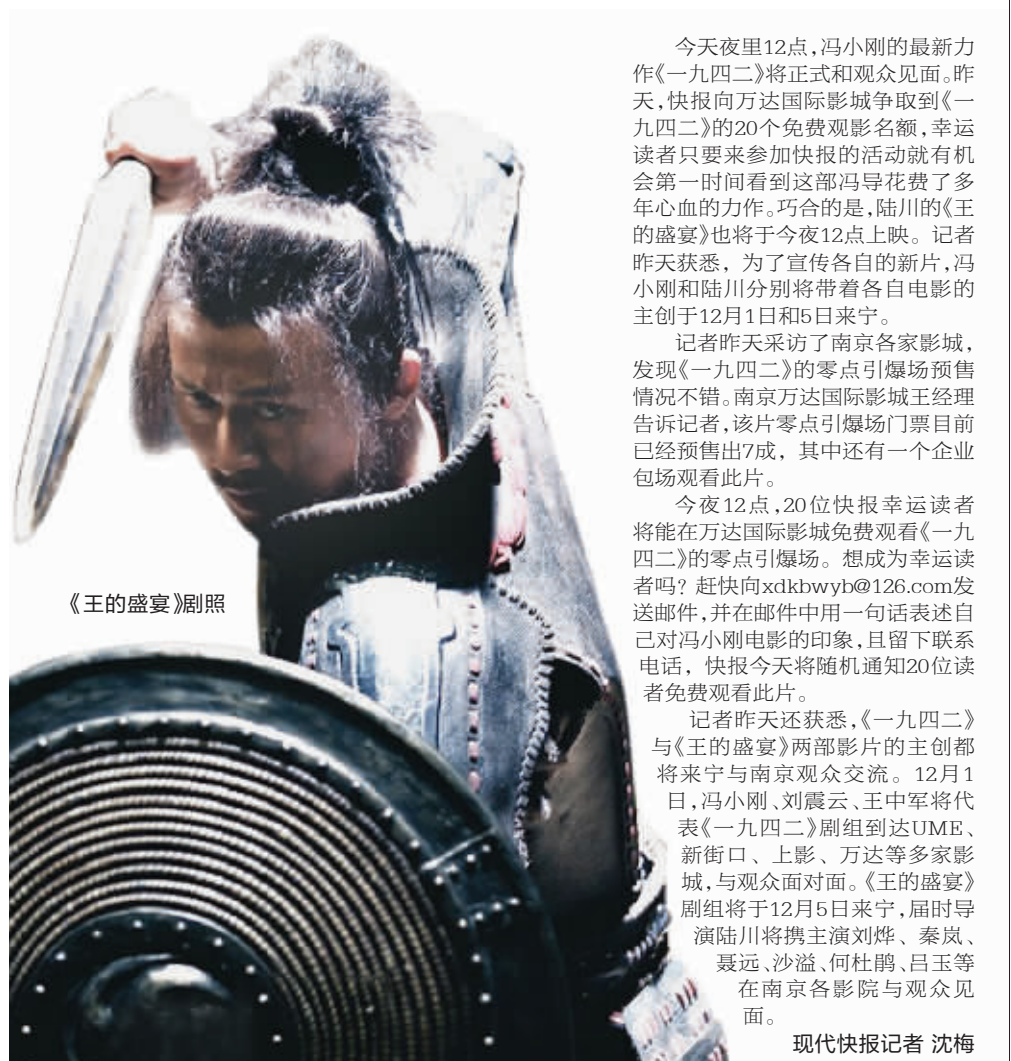 今天夜里12点,冯小刚的最新力
作《一九四二》将正式和观众见面。昨
天,快报向万达国际影城争取到《一
九四二》的20个免费观影名额,幸运
读者只要来参加快报的活动就有机
会第一时间看到这部冯导花费了多
年心血的力作。巧合的是,陆川的《王
的盛宴》也将于今夜12点上映。记者
昨天获悉，为了宣传各自的新片,冯
小刚和陆川分别将带着各自电影的
主创于12月1日和5日来宁。
记者昨天采访了南京各家影城,
发现《一九四二》的零点引爆场预售
情况不错。南京万达国际影城王经理
告诉记者,该片零点引爆场门票目前
已经预售出7成，其中还有一个企业
包场观看此片。
今夜12点,20位快报幸运读者
将能在万达国际影城免费观看《一九
四二》的零点引爆场。想成为幸运读
者吗？赶快向xdkbwyb@126.com发
送邮件,并在邮件中用一句话表述自
己对冯小刚电影的印象,且留下联系
电话，快报今天将随机通知20位读
者免费观看此片。
记者昨天还获悉,《一九四二》
与《王的盛宴》两部影片的主创都
将来宁与南京观众交流。12月1
日,冯小刚、刘震云、王中军将代
表《一九四二》剧组到达UME、
新街口、上影、万达等多家影
城,与观众面对面。《王的盛宴》
剧组将于12月5日来宁,届时导
演陆川将携主演刘烨、秦岚、
聂远、沙溢、何杜鹃、吕玉等
在南京各影院与观众见
面。
现代快报记者 沈梅
《王的盛宴》剧照